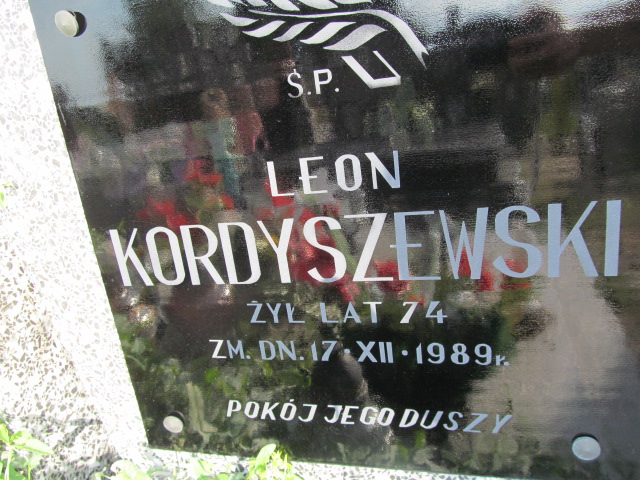 Ś.P.
LEON
KORDYSZEWSKI
ŻYŁ LAT 74
ZM. DN. 17·XII·1989r.
POKÓJ JEGO DUSZY